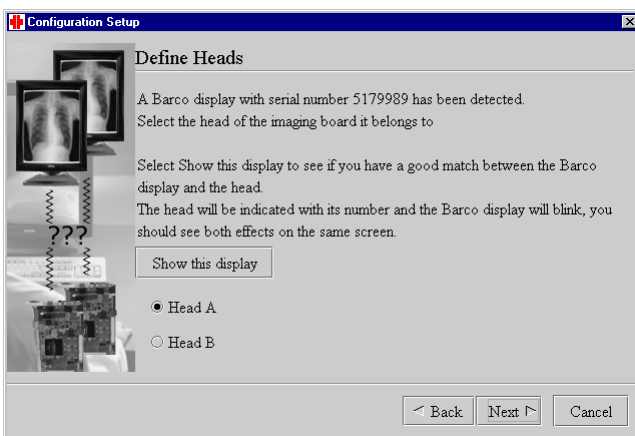 Configuration Setup
Define Heads
A Barco display with serial number 5179989 has been detected.
Select the head of the imaging board it belongs to
Select Show this display to see if you have a good match between the Barco
display and the head.
The head will be indicated with its number and the Barco display will blink, you
should see both effects on the same screen.
???
Show this display
Head A
Head B
Back Next Cancel